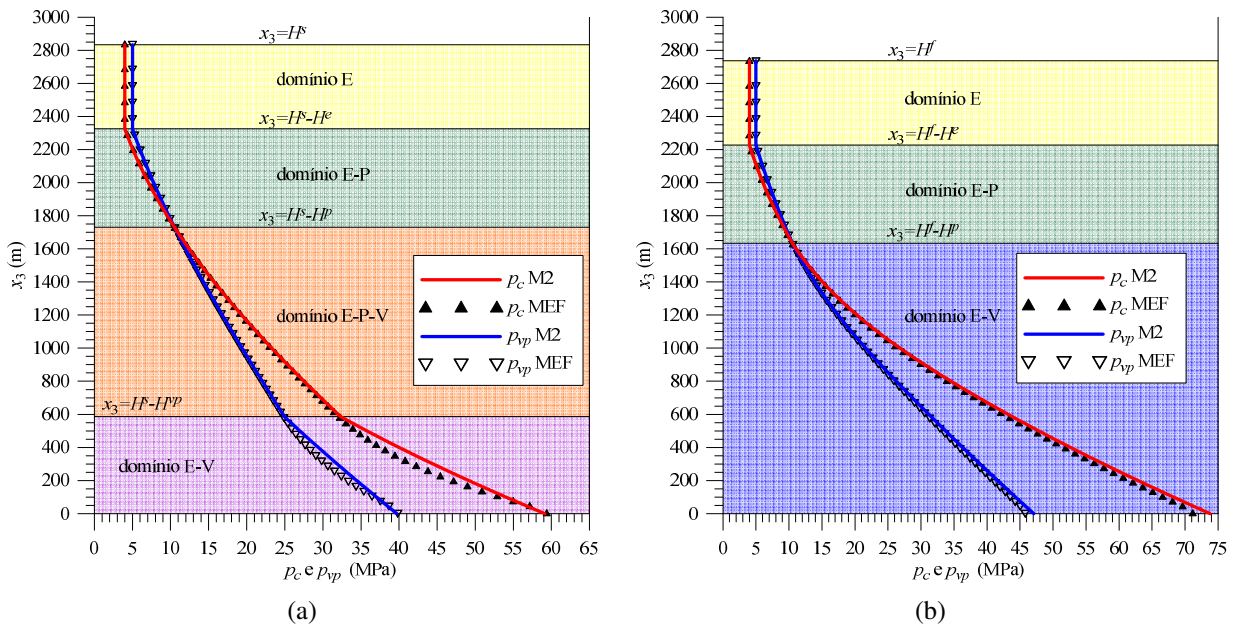 3000
2800
2600
2400
2200
2000
1800
1600
1400
1200
1000
800
600
400
200
0
x3 (m)
x3=Hs
domínio E
x3=Hs-He
domínio E-P
x3=Hs-Hp
domínio E-P-V
x3=Hs-Hvp
domínio E-V
pc M2
pc MEF
pvp M2
pvp MEF
0 5 10 15 20 25 30 35 40 45 50 55 60 65
pc e pvp (MPa)
(a)
3000
2800
2600
2400
2200
2000
1800
1600
1400
1200
1000
800
600
400
200
0
x3 (m)
x3=Hf
domínio E
x3=Hf-He
domínio E-P
x3=Hf-Hp
domínio E-V
pc M2
pc MEF
pvp M2
pvp MEF
0 5 10 15 20 25 30 35 40 45 50 55 60 65 70 75
pc e pvp (MPa)
(b)